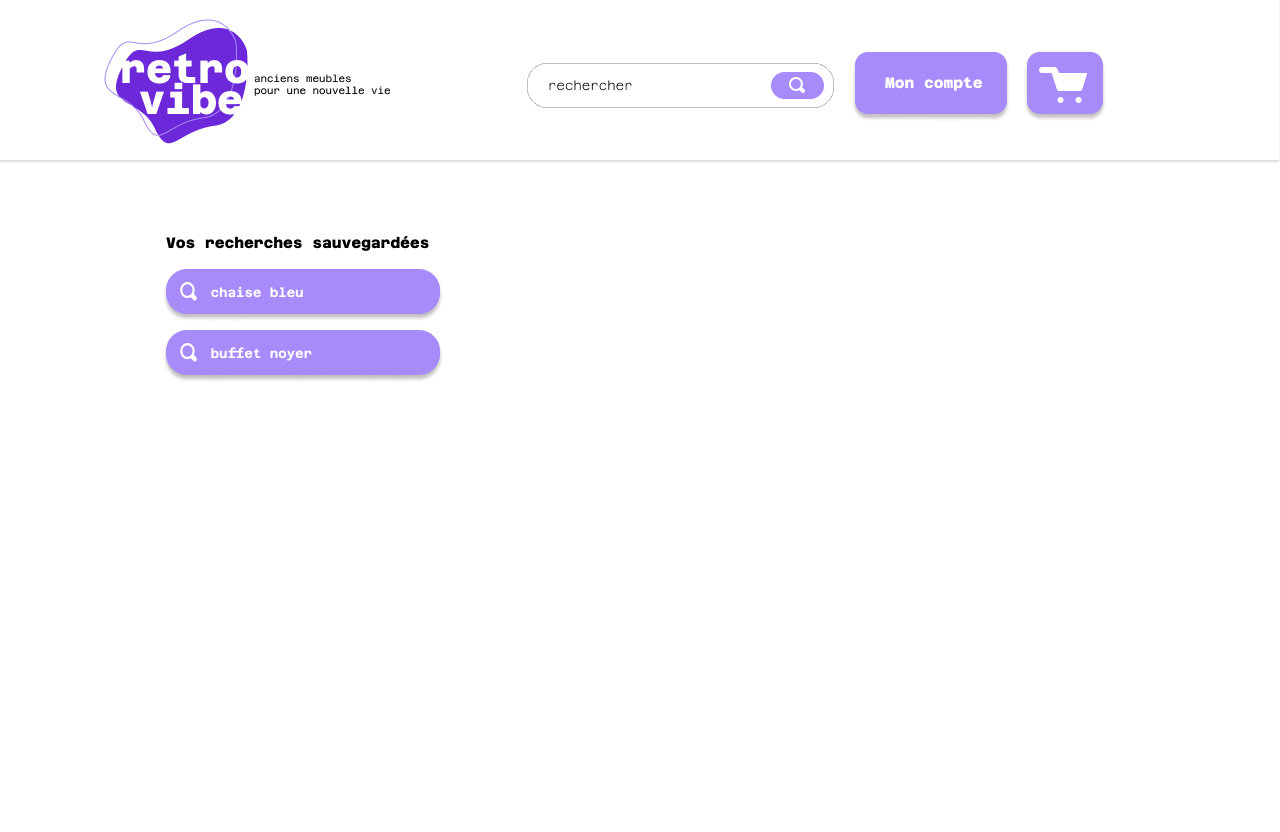 retro
vibe
anciens meubles
pour une nouvelle vie
rechercher
Mon compte
Vos recherches sauvegardées
chaise bleu
buffet noyer